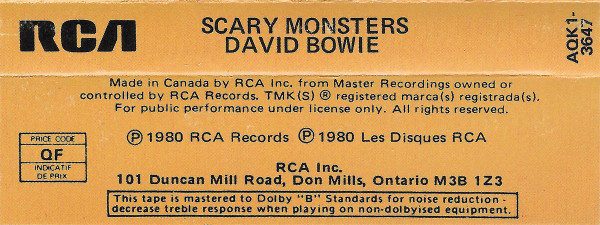 RCA
SCARY MONSTERS
DAVID BOWIE
AQK1-
3647
Made in Canada by RCA Inc. from Master Recordings owned or
controlled by RCA Records. TMK(S) ® registered marca(s) registrada(s).
For public performance under license only. All rights reserved.
℗ 1980 RCA Records ℗ 1980 Les Disques RCA
PRICE CODE
QF
INDICATIF
DE PRIX
RCA Inc.
101 Duncan Mill Road, Don Mills, Ontario M3B 1Z3
This tape is mastered to Dolby "B" Standards for noise reduction -
decrease treble response when playing on non-dolbyised equipment.